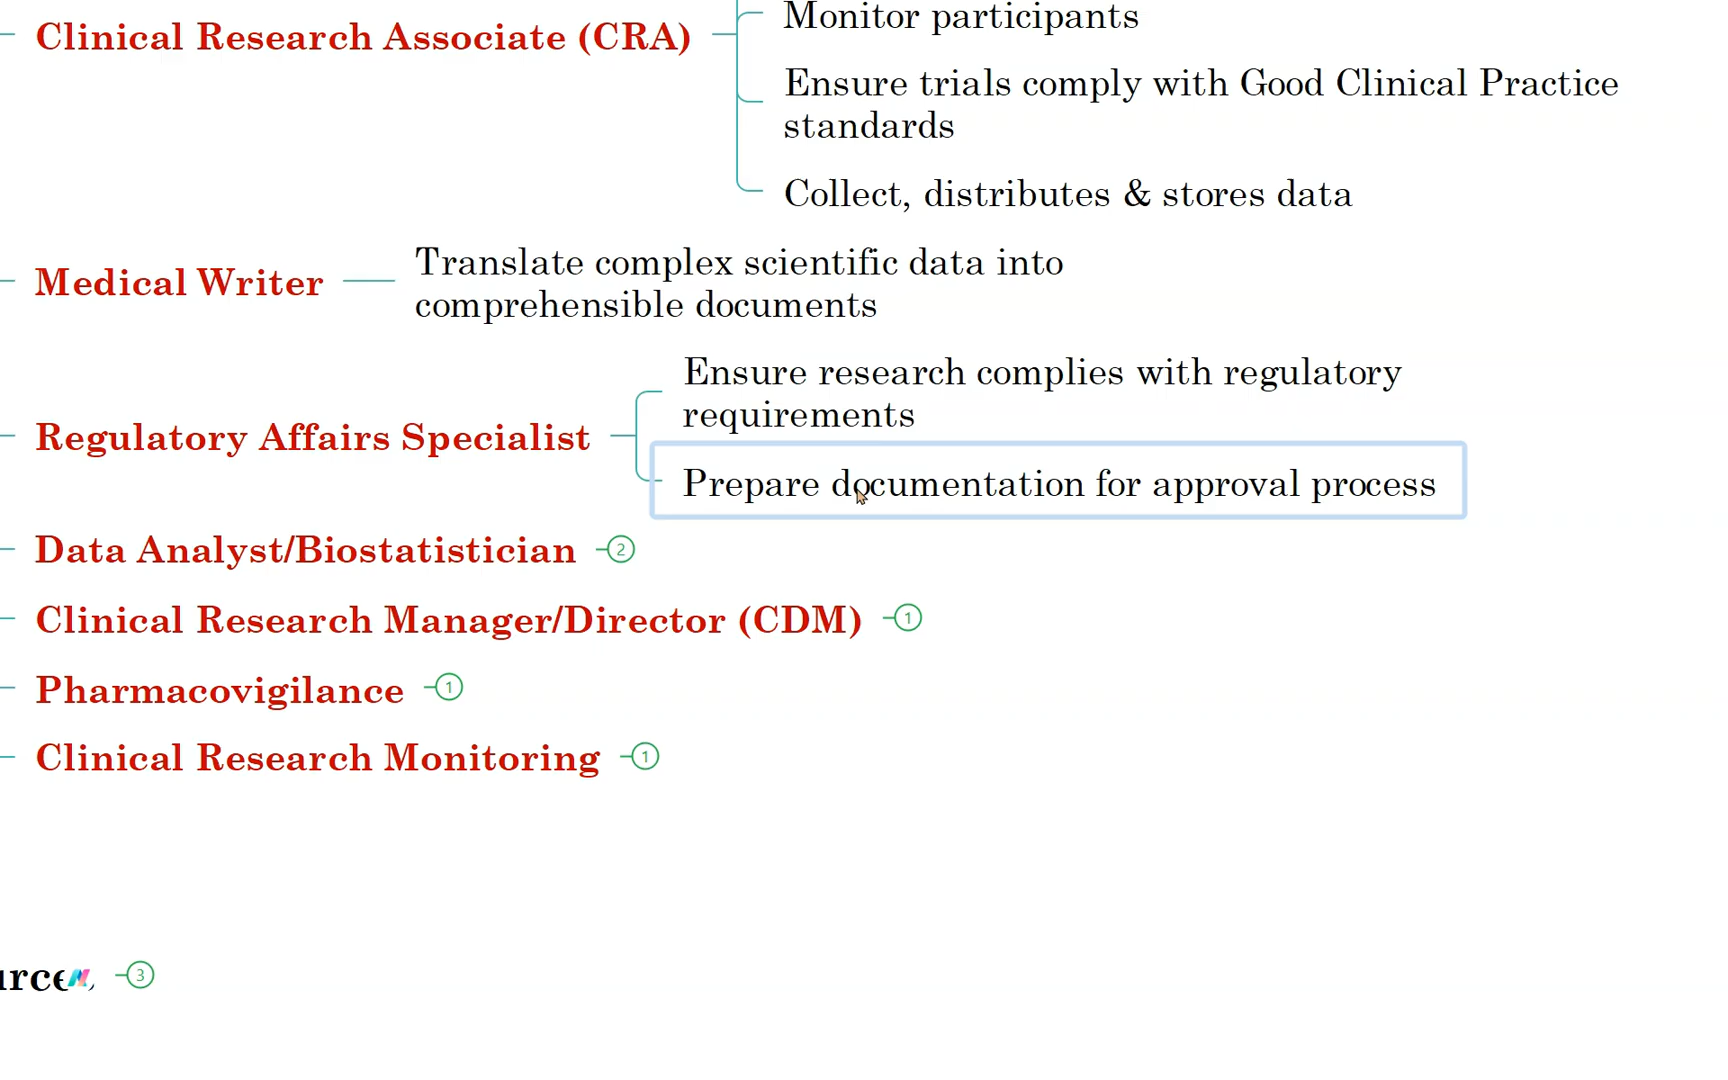 Clinical Research Associate (CRA)
Monitor participants
Ensure trials comply with Good Clinical Practice
standards
Collect, distributes & stores data
Medical Writer
Translate complex scientific data into
comprehensible documents
Regulatory Affairs Specialist
Ensure research complies with regulatory
requirements
Prepare documentation for approval process
Data Analyst/Biostatistician
2
Clinical Research Manager/Director (CDM)
1
Pharmacovigilance
1
Clinical Research Monitoring
1
3